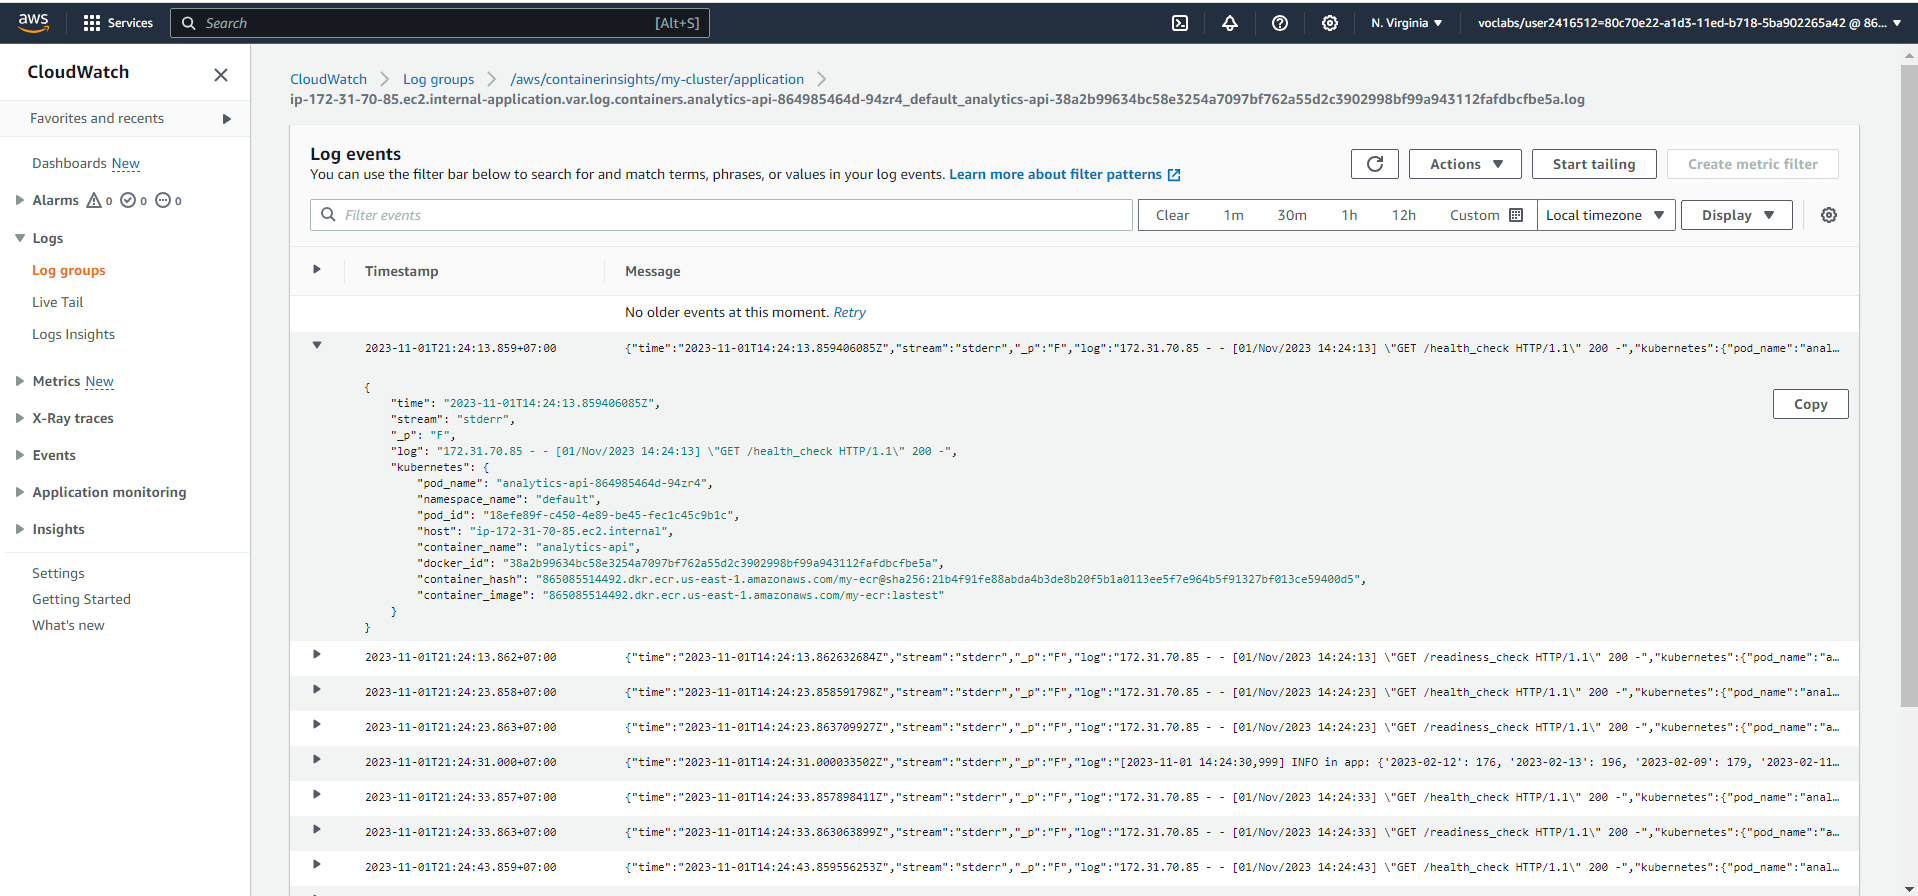 aws Services Search [Alt+S] N. Virginia voclabs/user2416512=80c70e22-a1d3-11ed-b718-5ba902265a42 @ 86...
CloudWatch
Favorites and recents
Dashboards New
Alarms 0 0 0
Logs
Log groups
Live Tail
Logs Insights
Metrics New
X-Ray traces
Events
Application monitoring
Insights
Settings
Getting Started
What's new
CloudWatch Log groups /aws/containerinsights/my-cluster/application
ip-172-31-70-85.ec2.internal-application.var.log.containers.analytics-api-864985464d-94zr4_default_analytics-api-38a2b99634bc58e3254a7097bf762a55d2c3902998bf99a943112fafdbcfbe5a.log
Log events
You can use the filter bar below to search for and match terms, phrases, or values in your log events. Learn more about filter patterns
Actions Start tailing Create metric filter
Filter events Clear 1m 30m 1h 12h Custom Local timezone Display
Timestamp Message
No older events at this moment. Retry
2023-11-01T21:24:13.859+07:00 {"time":"2023-11-01T14:24:13.859406085Z","stream":"stderr","_p":"F","log":"172.31.70.85 - - [01/Nov/2023 14:24:13] \"GET /health_check HTTP/1.1\" 200 -","kubernetes":{"pod_name":"anal...
{
"time": "2023-11-01T14:24:13.859406085Z",
"stream": "stderr",
"_p": "F",
"log": "172.31.70.85 - - [01/Nov/2023 14:24:13] \"GET /health_check HTTP/1.1\" 200 -",
"kubernetes": {
"pod_name": "analytics-api-864985464d-94zr4",
"namespace_name": "default",
"pod_id": "18efe89f-c450-4e89-be45-fec1c45c9b1c",
"host": "ip-172-31-70-85.ec2.internal",
"container_name": "analytics-api",
"docker_id": "38a2b99634bc58e3254a7097bf762a55d2c3902998bf99a943112fafdbcfbe5a",
"container_hash": "865085514492.dkr.ecr.us-east-1.amazonaws.com/my-ecr@sha256:21b4f91fe88abda4b3de8b20f5b1a0113ee5f7e964b5f91327bf013ce59400d5",
"container_image": "865085514492.dkr.ecr.us-east-1.amazonaws.com/my-ecr:lastest"
}
}
Copy
2023-11-01T21:24:13.862+07:00 {"time":"2023-11-01T14:24:13.862632684Z","stream":"stderr","_p":"F","log":"172.31.70.85 - - [01/Nov/2023 14:24:13] \"GET /readiness_check HTTP/1.1\" 200 -","kubernetes":{"pod_name":"a...
2023-11-01T21:24:23.858+07:00 {"time":"2023-11-01T14:24:23.858591798Z","stream":"stderr","_p":"F","log":"172.31.70.85 - - [01/Nov/2023 14:24:23] \"GET /health_check HTTP/1.1\" 200 -","kubernetes":{"pod_name":"anal...
2023-11-01T21:24:23.863+07:00 {"time":"2023-11-01T14:24:23.863709927Z","stream":"stderr","_p":"F","log":"172.31.70.85 - - [01/Nov/2023 14:24:23] \"GET /readiness_check HTTP/1.1\" 200 -","kubernetes":{"pod_name":"a...
2023-11-01T21:24:31.000+07:00 {"time":"2023-11-01T14:24:31.000033502Z","stream":"stderr","_p":"F","log":"[2023-11-01 14:24:30,999] INFO in app: {'2023-02-12': 176, '2023-02-13': 196, '2023-02-09': 179, '2023-02-11...
2023-11-01T21:24:33.857+07:00 {"time":"2023-11-01T14:24:33.857898411Z","stream":"stderr","_p":"F","log":"172.31.70.85 - - [01/Nov/2023 14:24:33] \"GET /health_check HTTP/1.1\" 200 -","kubernetes":{"pod_name":"anal...
2023-11-01T21:24:33.863+07:00 {"time":"2023-11-01T14:24:33.863063899Z","stream":"stderr","_p":"F","log":"172.31.70.85 - - [01/Nov/2023 14:24:33] \"GET /readiness_check HTTP/1.1\" 200 -","kubernetes":{"pod_name":"a...
2023-11-01T21:24:43.859+07:00 {"time":"2023-11-01T14:24:43.859556253Z","stream":"stderr","_p":"F","log":"172.31.70.85 - - [01/Nov/2023 14:24:43] \"GET /health_check HTTP/1.1\" 200 -","kubernetes":{"pod_name":"anal...